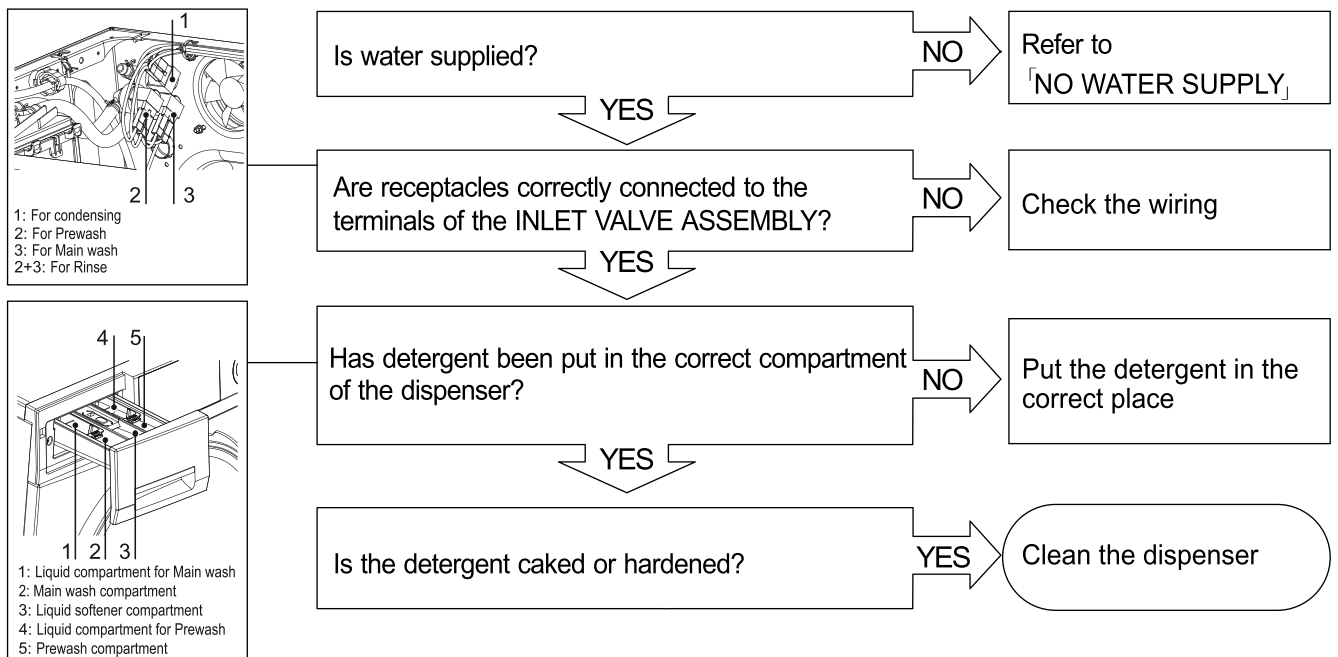 1
2 3
1: For condensing
2: For Prewash
3: For Main wash
2+3: For Rinse
Is water supplied?
NO
Refer to
「NO WATER SUPPLY」
YES
Are receptacles correctly connected to the
terminals of the INLET VALVE ASSEMBLY?
NO
Check the wiring
YES
4 5
1 2 3
1: Liquid compartment for Main wash
2: Main wash compartment
3: Liquid softener compartment
4: Liquid compartment for Prewash
5: Prewash compartment
Has detergent been put in the correct compartment
of the dispenser?
NO
Put the detergent in the
correct place
YES
Is the detergent caked or hardened?
YES
Clean the dispenser